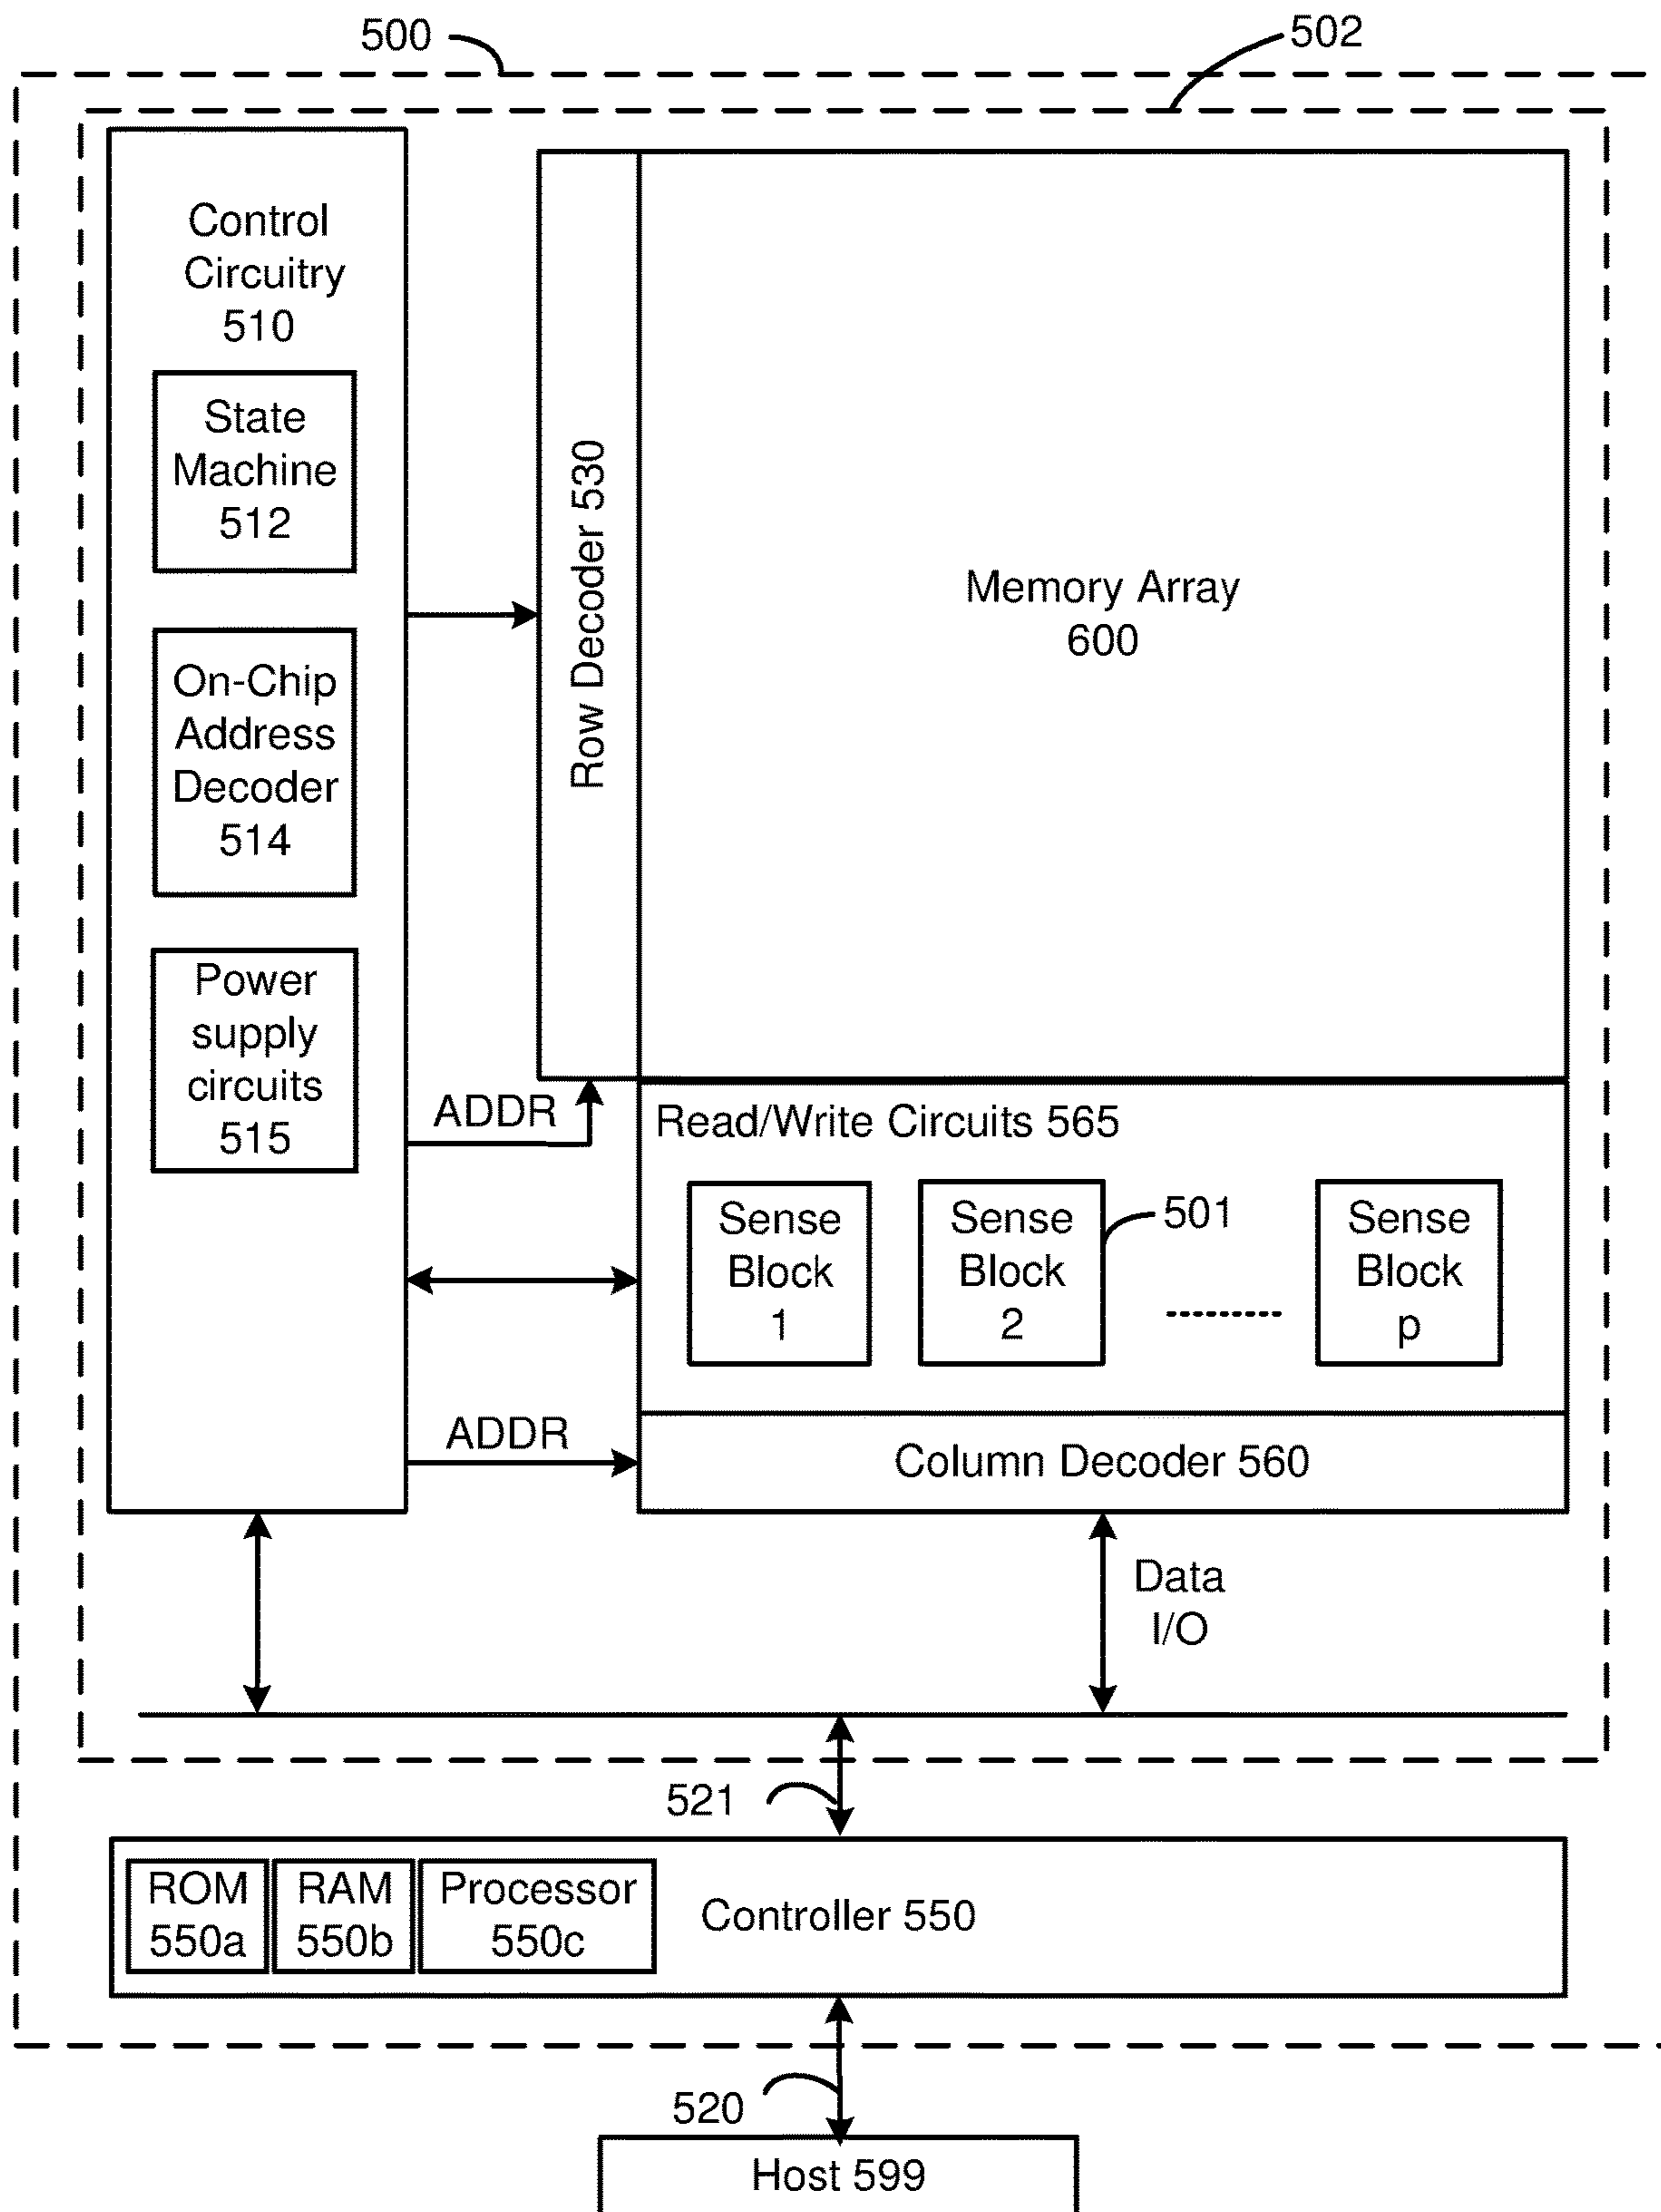 500
502
Control
Circuitry
510
State
Machine
512
On-Chip
Address
Decoder
514
Power
supply
circuits
515
Row Decoder 530
Memory Array
600
ADDR
Read/Write Circuits 565
Sense
Block
1
Sense
Block
2
501
Sense
Block
p
ADDR
Column Decoder 560
Data
I/O
521
ROM
550a
RAM
550b
Processor
550c
Controller 550
520
Host 599